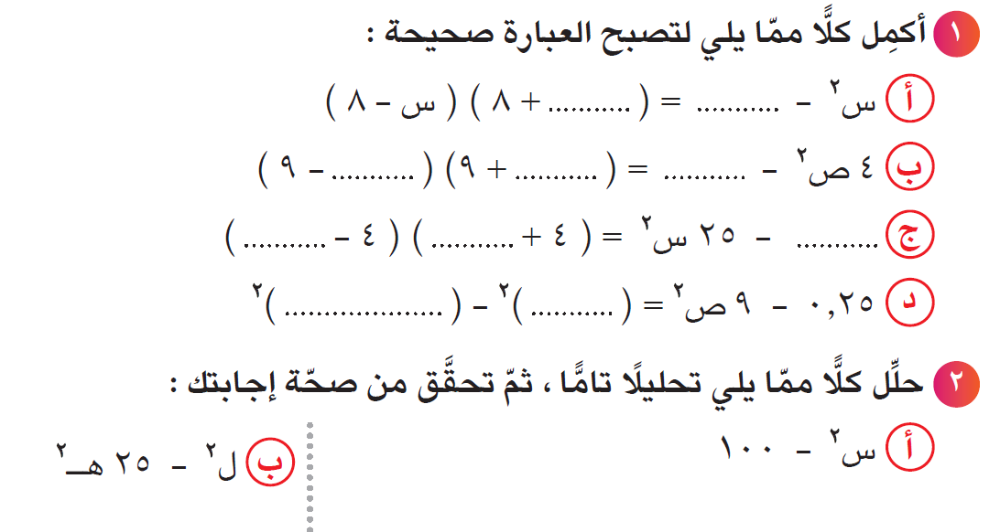 ١ أكمِل كلًّا ممّا يلي لتصبح العبارة صحيحة :
أ س٢ – .......... = ( .......... + ٨ ) ( س – ٨ )
ب ٤ ص٢ – .......... = ( .......... + ٩) ( .......... – ٩ )
ج .......... – ٢٥ س٢ = ( ٤ + .......... ) ( ٤ – .......... )
د ٠,٢٥ – ٩ ص٢ = ( .......... )٢ – ( .................. )٢
٢ حلِّل كلًّا ممّا يلي تحليلًا تامًّا ، ثمّ تحقَّق من صحّة إجابتك :
أ س٢ – ١٠٠
ب ل٢ – ٢٥ هـ٢